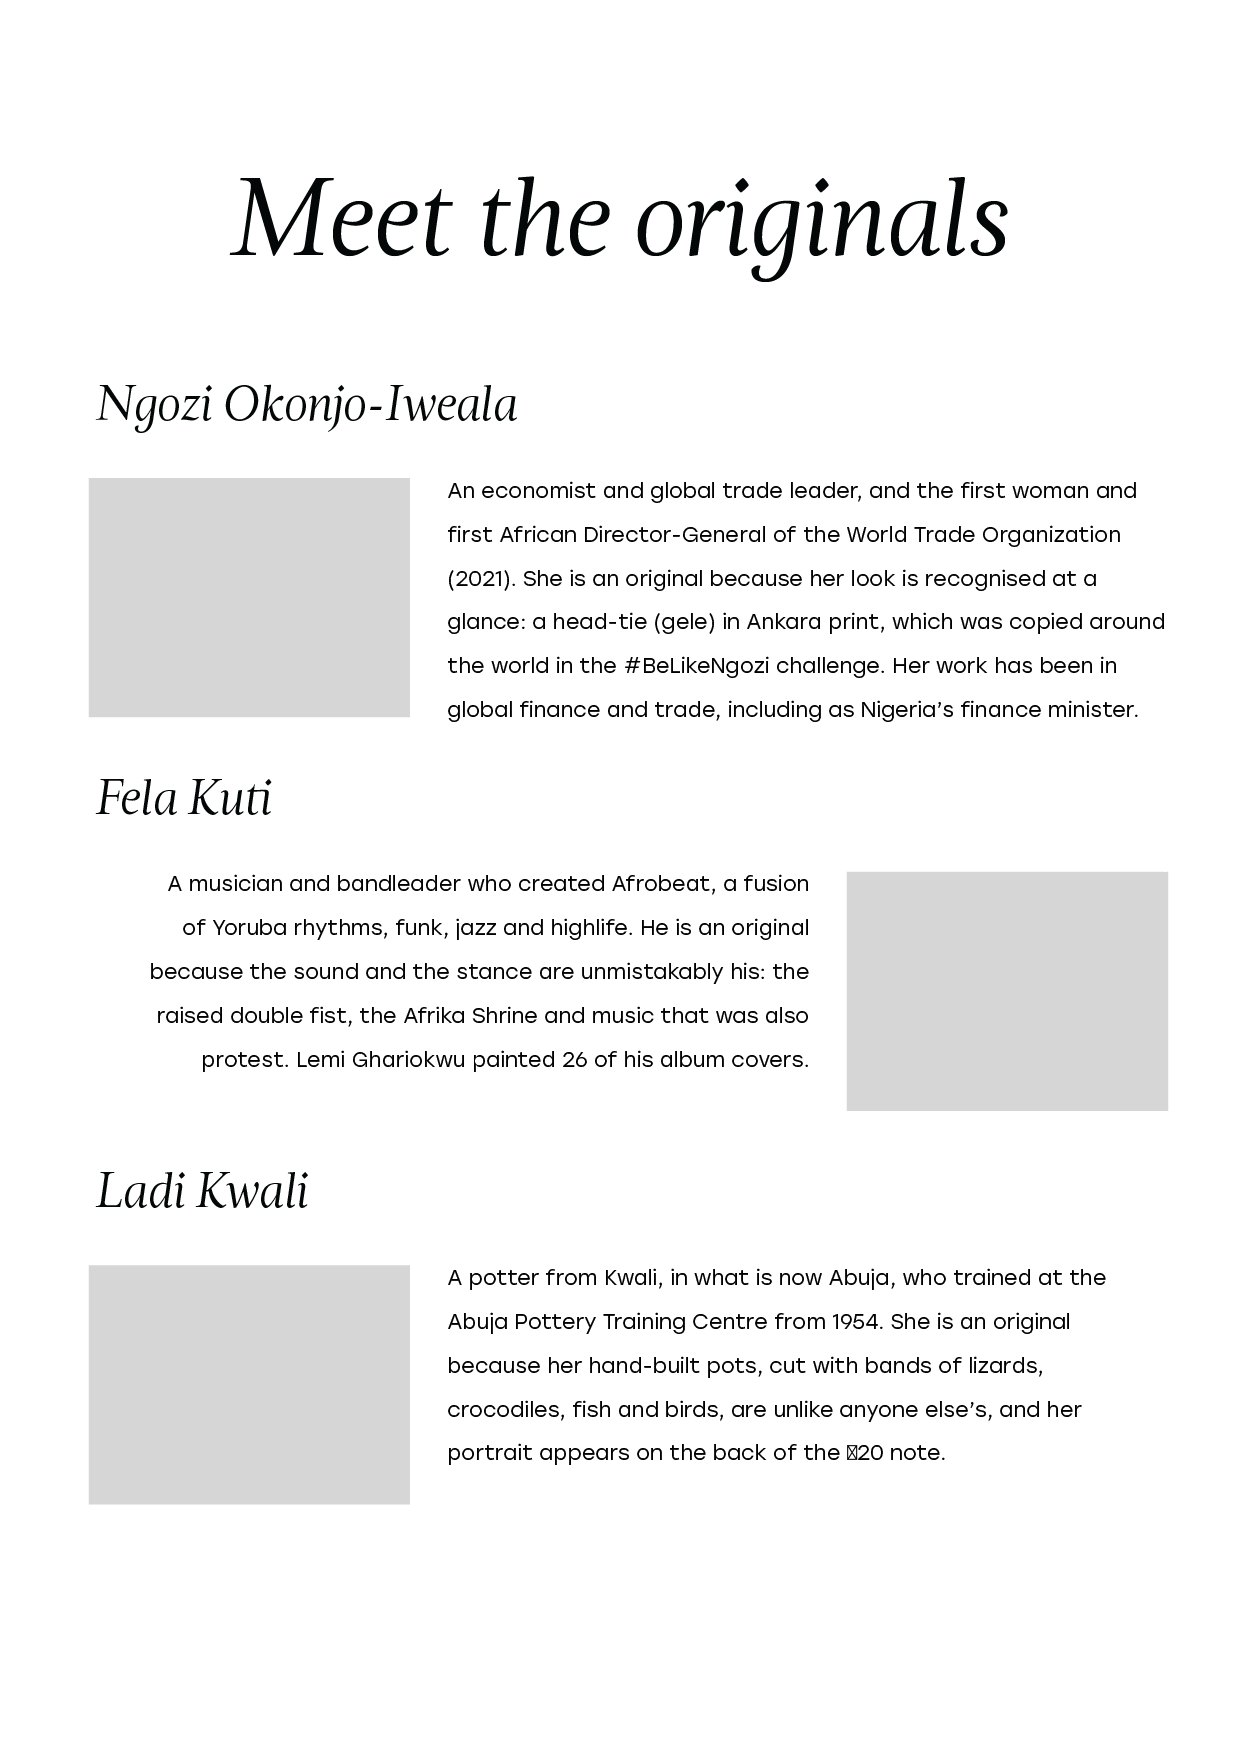 Meet the originals
Ngozi Okonjo-Iweala
An economist and global trade leader, and the first woman and
first African Director-General of the World Trade Organization
(2021). She is an original because her look is recognised at a
glance: a head-tie (gele) in Ankara print, which was copied around
the world in the #BeLikeNgozi challenge. Her work has been in
global finance and trade, including as Nigeria’s finance minister.
Fela Kuti
A musician and bandleader who created Afrobeat, a fusion
of Yoruba rhythms, funk, jazz and highlife. He is an original
because the sound and the stance are unmistakably his: the
raised double fist, the Afrika Shrine and music that was also
protest. Lemi Ghariokwu painted 26 of his album covers.
Ladi Kwali
A potter from Kwali, in what is now Abuja, who trained at the
Abuja Pottery Training Centre from 1954. She is an original
because her hand-built pots, cut with bands of lizards,
crocodiles, fish and birds, are unlike anyone else’s, and her
portrait appears on the back of the 20 note.